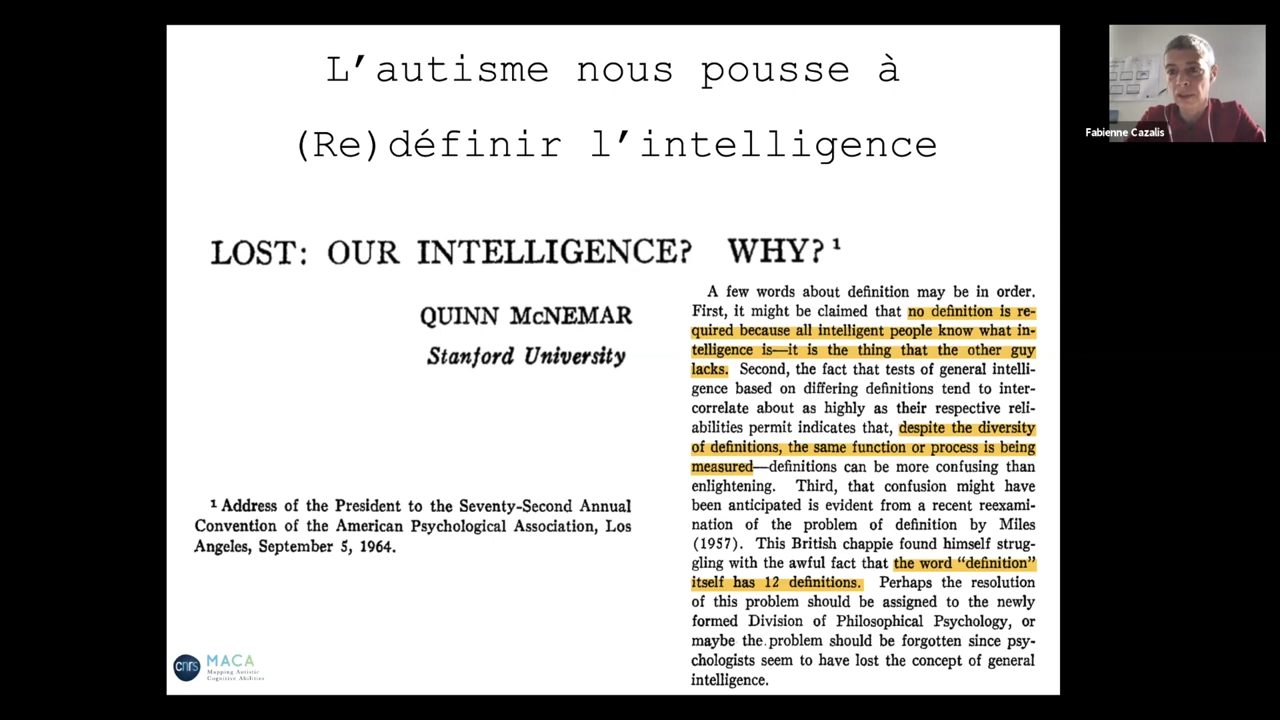 L’autisme nous pousse à
(Re)définir l’intelligence
LOST: OUR INTELLIGENCE? WHY?¹
QUINN McNEMAR
Stanford University
¹ Address of the President to the Seventy-Second Annual
Convention of the American Psychological Association, Los
Angeles, September 5, 1964.
A few words about definition may be in order.
First, it might be claimed that no definition is re-
quired because all intelligent people know what in-
telligence is—it is the thing that the other guy
lacks. Second, the fact that tests of general intelli-
gence based on differing definitions tend to inter-
correlate about as highly as their respective reli-
abilities permit indicates that, despite the diversity
of definitions, the same function or process is being
measured—definitions can be more confusing than
enlightening. Third, that confusion might have
been anticipated is evident from a recent reexami-
nation of the problem of definition by Miles
(1957). This British chappie found himself strug-
gling with the awful fact that the word “definition”
itself has 12 definitions. Perhaps the resolution
of this problem should be assigned to the newly
formed Division of Philosophical Psychology, or
maybe the problem should be forgotten since psy-
chologists seem to have lost the concept of general
intelligence.
cnrs
MACA
Mapping Autistic
Cognitive Abilities
Fabienne Cazalis